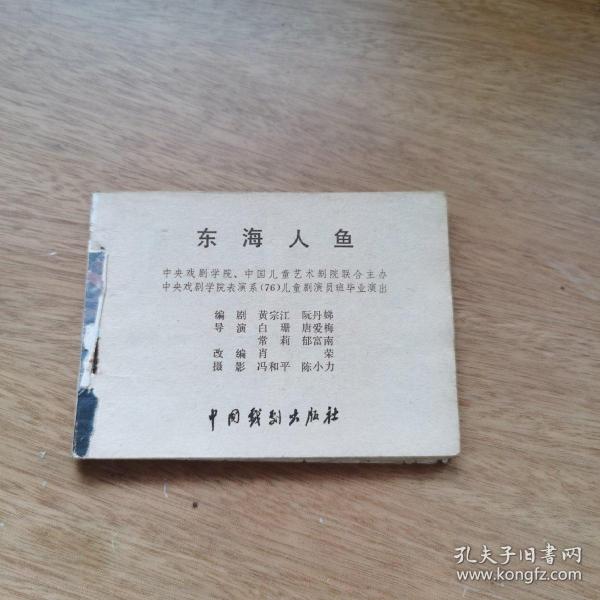 东海人鱼
中央戏剧学院、中国儿童艺术剧院联合主办
中央戏剧学院表演系(76)儿童剧演员班毕业演出
编剧 黄宗江 阮丹娣
导演 白珊 唐爱梅
常莉 郁富南
改编 肖荣
摄影 冯和平 陈小力
中国戏剧出版社
孔夫子旧书网
www.kongfz.com